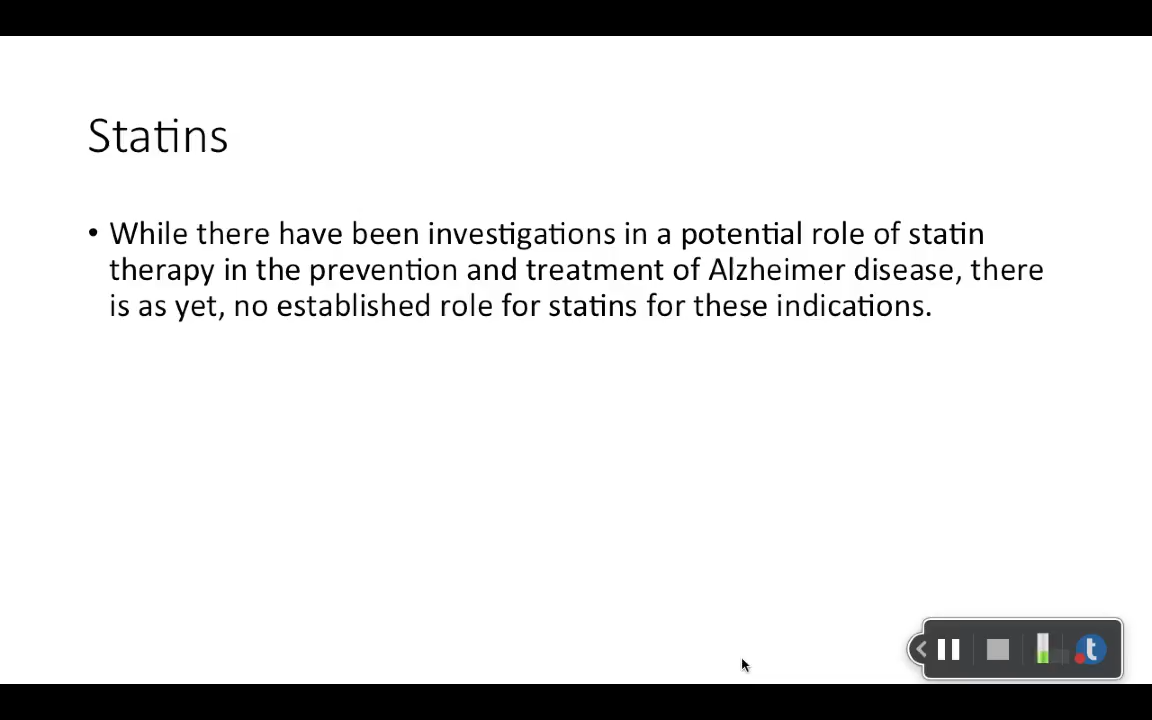 Statins
• While there have been investigations in a potential role of statin
therapy in the prevention and treatment of Alzheimer disease, there
is as yet, no established role for statins for these indications.
t